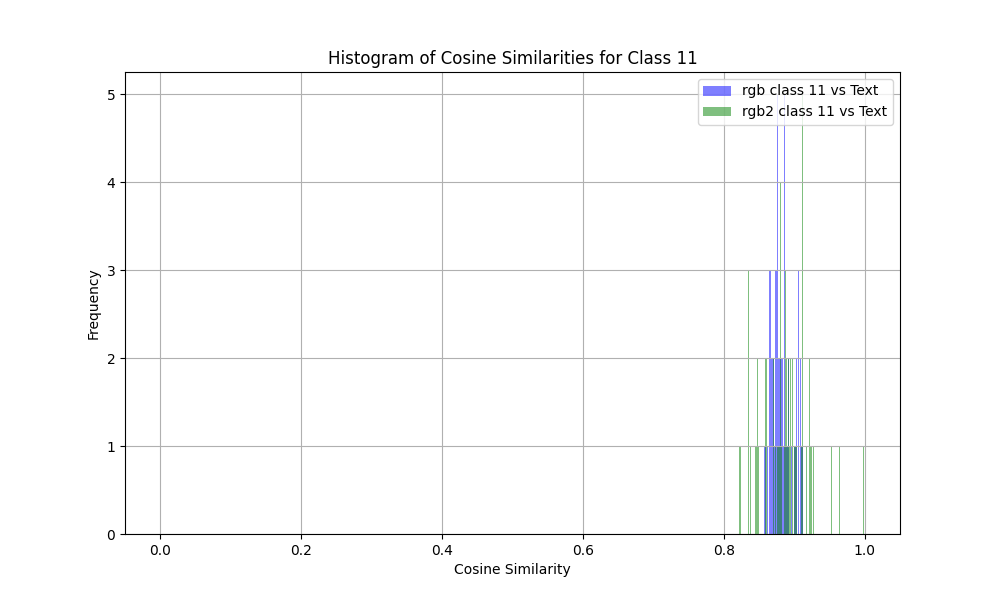 Histogram of Cosine Similarities for Class 11
rgb class 11 vs Text
rgb2 class 11 vs Text
Frequency
5
4
3
2
1
0
0.0 0.2 0.4 0.6 0.8 1.0
Cosine Similarity